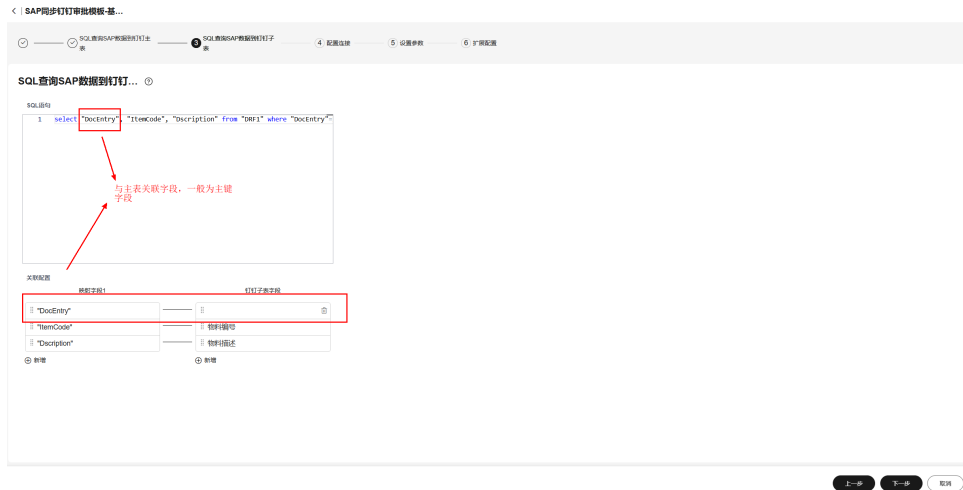 < SAP同步钉钉审批模板-基...
SQL查询SAP数据到钉钉主
表
3 SQL查询SAP数据到钉钉子
表
4 配置连接
5 设置参数
6 扩展配置
SQL查询SAP数据到钉钉... ?
SQL语句
1 select "DocEntry", "ItemCode", "Dscription" from "DRF1" where "DocEntry"=
与主表关联字段，一般为主键
字段
关联配置
映射字段1 钉钉子表字段
"DocEntry"
"ItemCode" 物料编号
"Dscription" 物料描述
新增 新增
上一步 下一步 取消